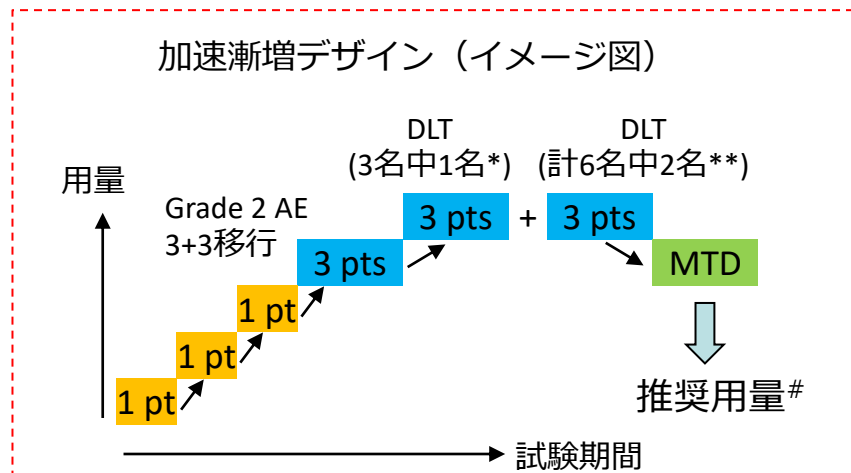 加速漸増デザイン（イメージ図）
DLT
(3名中1名*)
DLT
(計6名中2名**)
用量
Grade 2 AE
3+3移行
3 pts + 3 pts
3 pts
MTD
1 pt
1 pt
1 pt
推奨用量#
試験期間